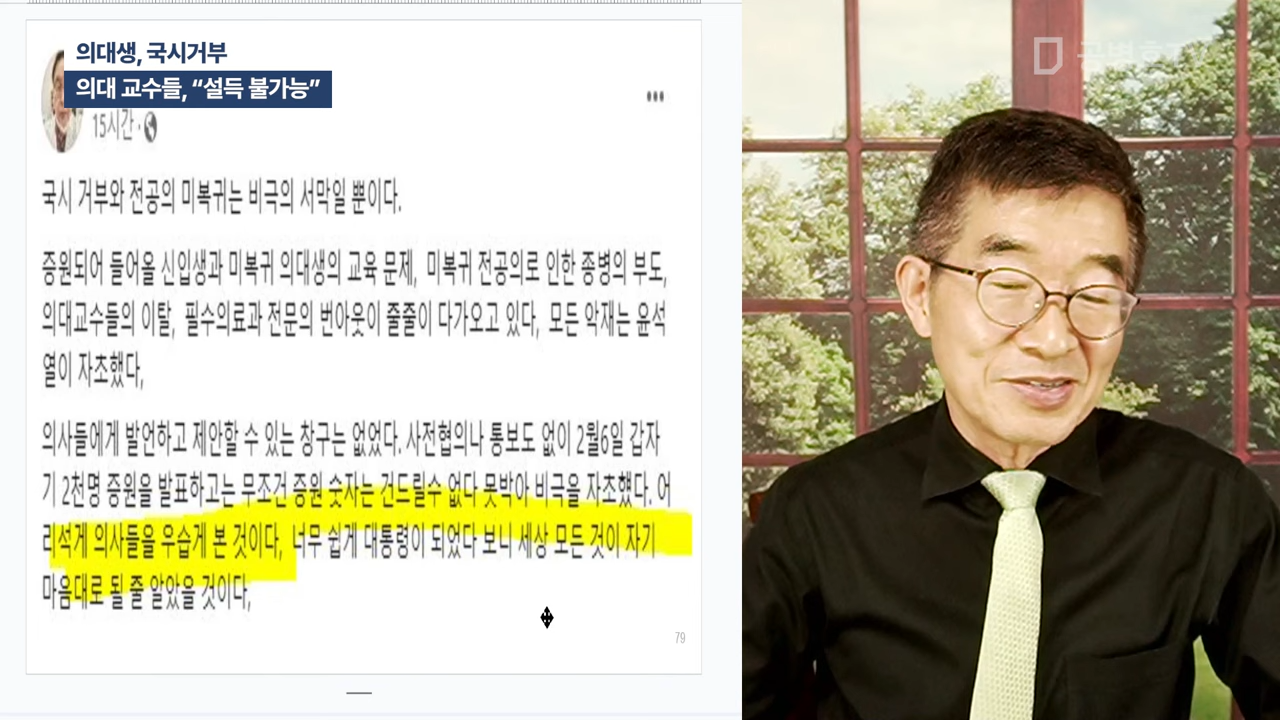 의대생, 국시거부
의대 교수들, “설득 불가능”
15시간 ·
국시 거부와 전공의 미복귀는 비극의 서막일 뿐이다.
증원되어 들어올 신입생과 미복귀 의대생의 교육 문제, 미복귀 전공의로 인한 종병의 부도,
의대교수들의 이탈, 필수의료과 전문의 번아웃이 줄줄이 다가오고 있다, 모든 악재는 윤석
열이 자초했다,
의사들에게 발언하고 제안할 수 있는 창구는 없었다. 사전협의나 통보도 없이 2월6일 갑자
기 2천명 증원을 발표하고는 무조건 증원 숫자는 건드릴수 없다 못박아 비극을 자초했다. 어
리석게 의사들을 우습게 본 것이다, 너무 쉽게 대통령이 되었다 보니 세상 모든 것이 자기
마음대로 될 줄 알았을 것이다,
79
공병호TV